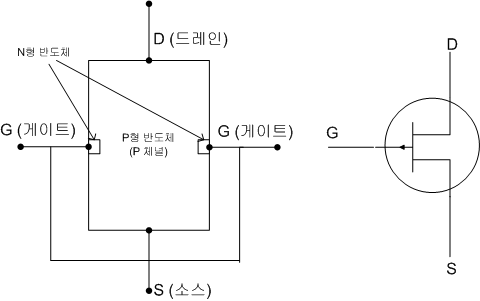 D (드레인)
N형 반도체
G (게이트)
P형 반도체
(P 채널)
G (게이트)
S (소스)
D
G
S